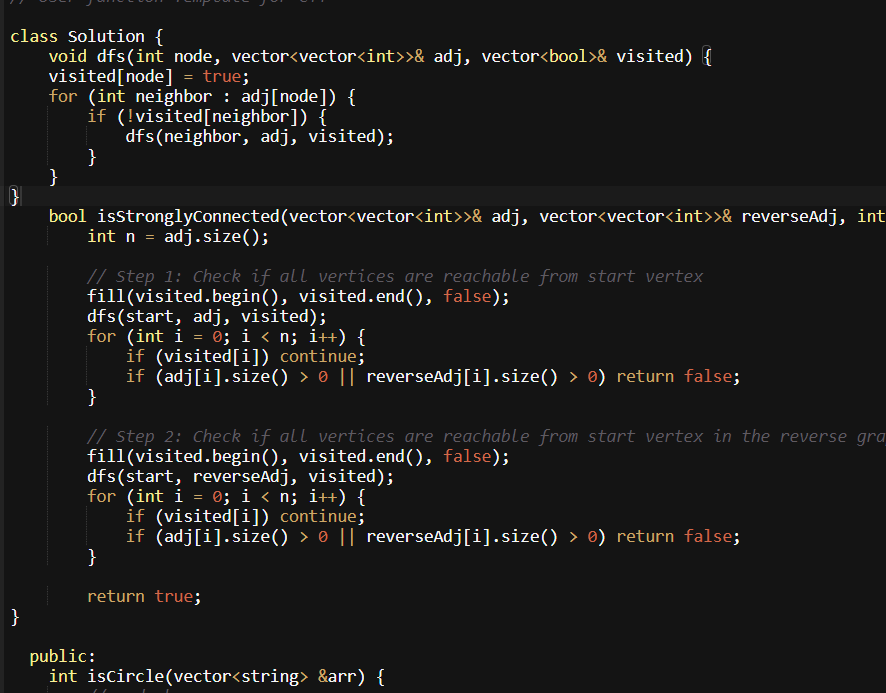 // User function Template for C++
class Solution {
    void dfs(int node, vector<vector<int>>& adj, vector<bool>& visited) {
    visited[node] = true;
    for (int neighbor : adj[node]) {
        if (!visited[neighbor]) {
            dfs(neighbor, adj, visited);
        }
    }
}
    bool isStronglyConnected(vector<vector<int>>& adj, vector<vector<int>>& reverseAdj, int
        int n = adj.size();
        // Step 1: Check if all vertices are reachable from start vertex
        fill(visited.begin(), visited.end(), false);
        dfs(start, adj, visited);
        for (int i = 0; i < n; i++) {
            if (visited[i]) continue;
            if (adj[i].size() > 0 || reverseAdj[i].size() > 0) return false;
        }
        // Step 2: Check if all vertices are reachable from start vertex in the reverse gra
        fill(visited.begin(), visited.end(), false);
        dfs(start, reverseAdj, visited);
        for (int i = 0; i < n; i++) {
            if (visited[i]) continue;
            if (adj[i].size() > 0 || reverseAdj[i].size() > 0) return false;
        }
        return true;
}
  public:
    int isCircle(vector<string> &arr) {